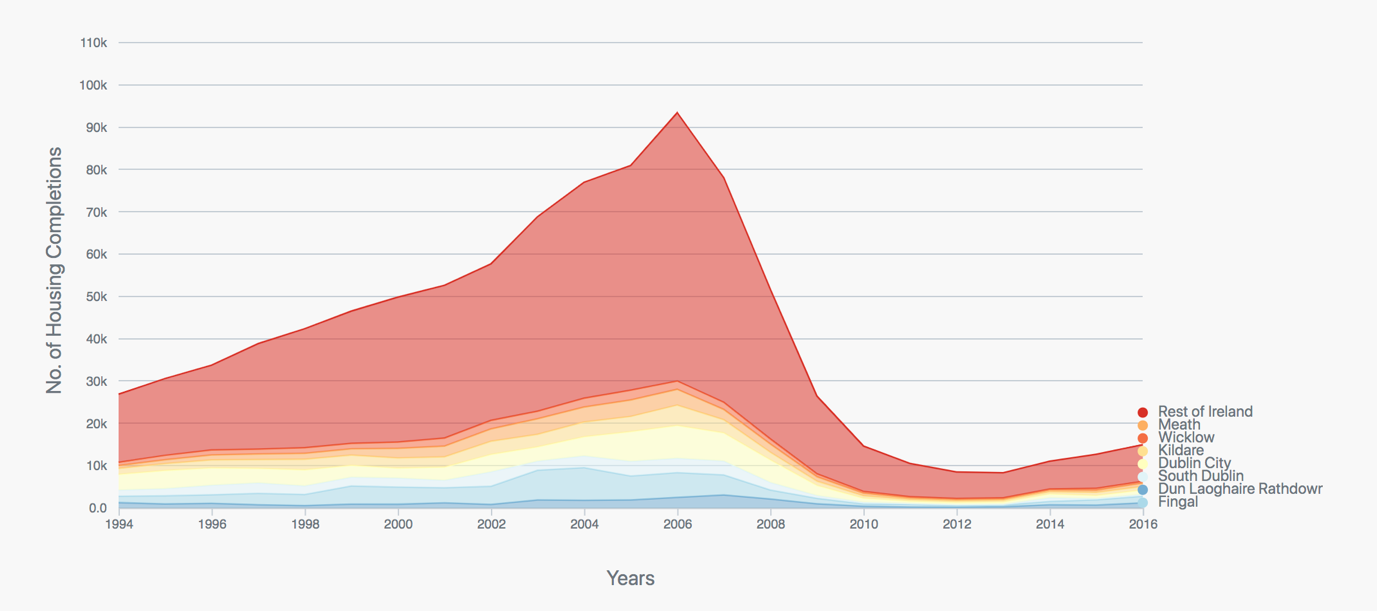 No. of Housing Completions
110k
100k
90k
80k
70k
60k
50k
40k
30k
20k
10k
0.0
1994 1996 1998 2000 2002 2004 2006 2008 2010 2012 2014 2016
Years
Rest of Ireland
Meath
Wicklow
Kildare
Dublin City
South Dublin
Dun Laoghaire Rathdowr
Fingal